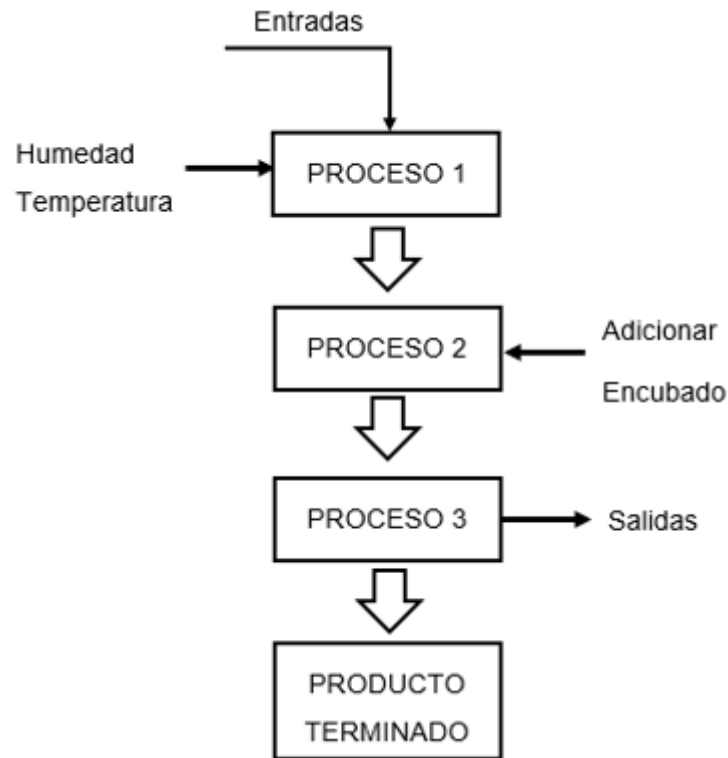 Entradas
Humedad
Temperatura
PROCESO 1
PROCESO 2
Adicionar
Encubado
PROCESO 3
Salidas
PRODUCTO
TERMINADO